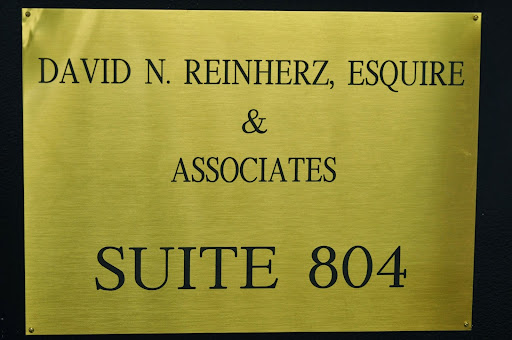 DAVID N. REINHERZ, ESQUIRE
&
ASSOCIATES
SUITE 804